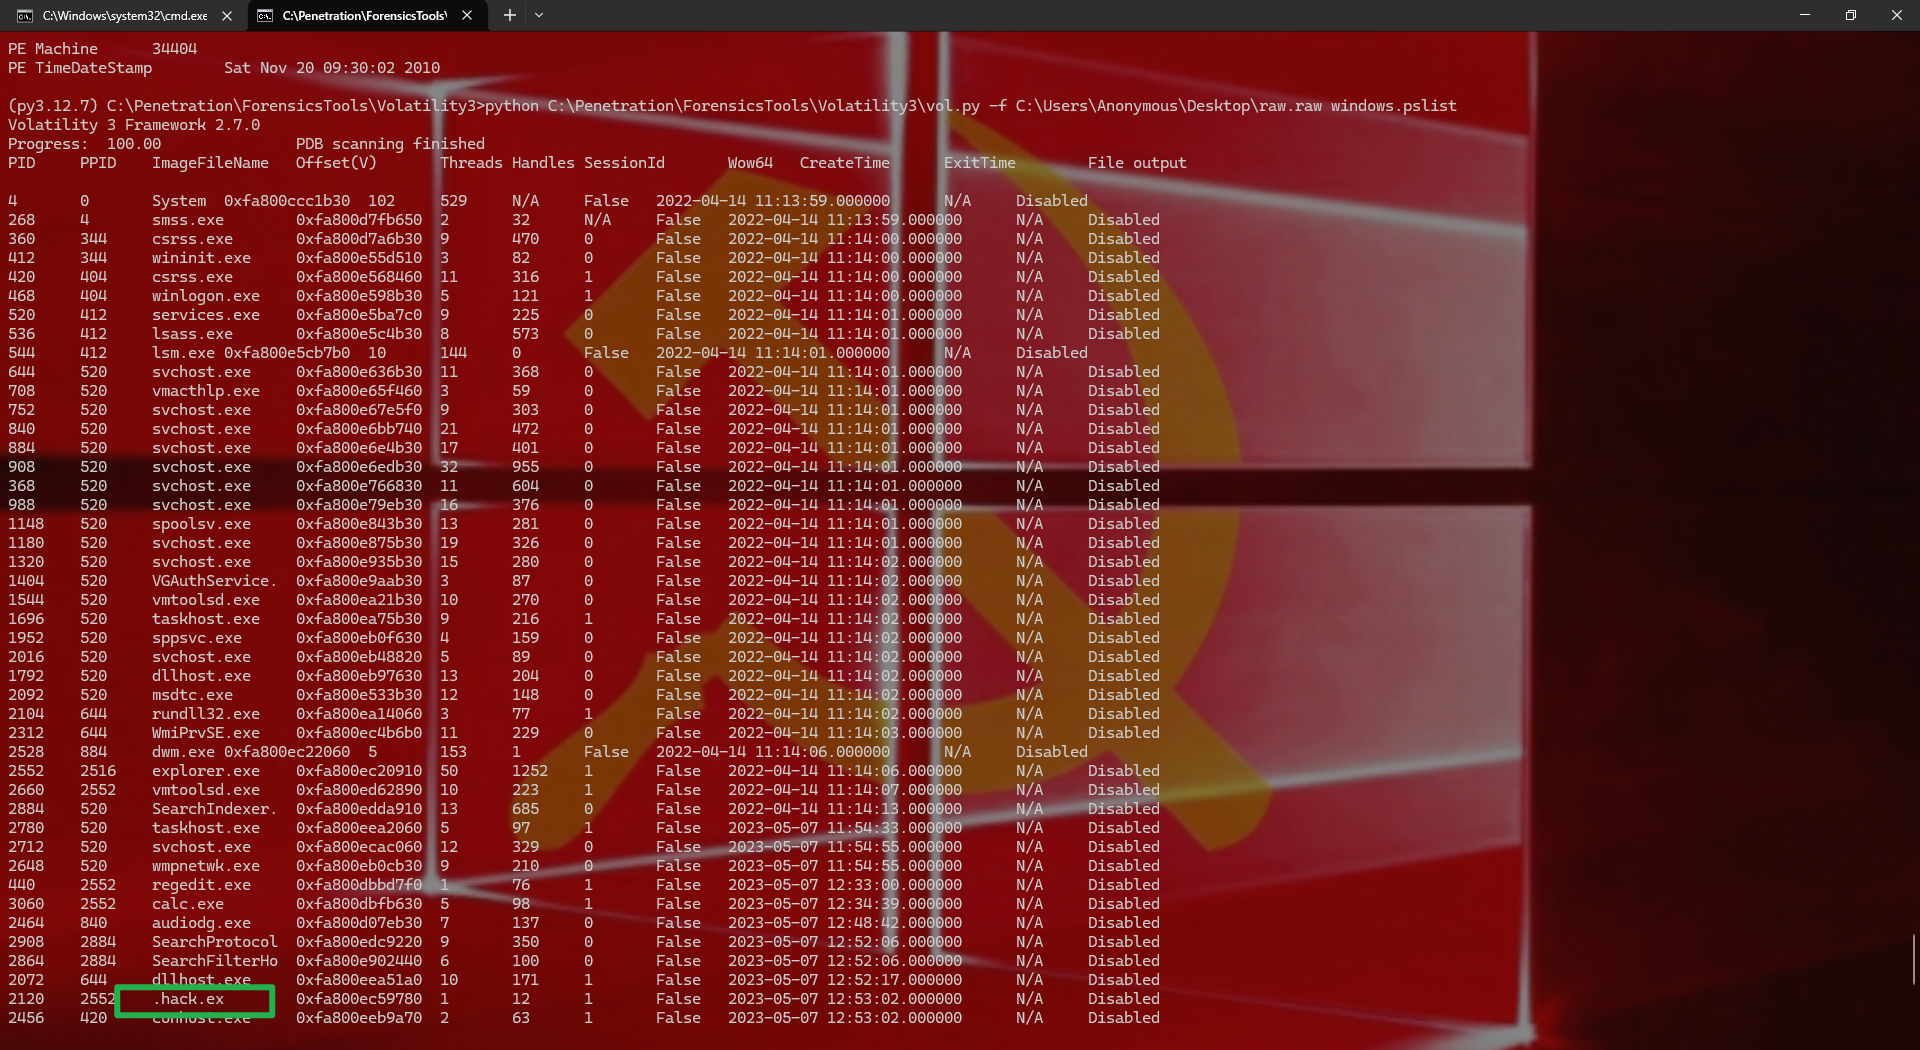 C:\Windows\system32\cmd.exe
C:\Penetration\ForensicsTools\
PE Machine 34404
PE TimeDateStamp Sat Nov 20 09:30:02 2010
(py3.12.7) C:\Penetration\ForensicsTools\Volatility3>python C:\Penetration\ForensicsTools\Volatility3\vol.py -f C:\Users\Anonymous\Desktop\raw.raw windows.pslist
Volatility 3 Framework 2.7.0
Progress: 100.00 PDB scanning finished
PID PPID ImageFileName Offset(V) Threads Handles SessionId Wow64 CreateTime ExitTime File output
4 0 System 0xfa800ccc1b30 102 529 N/A False 2022-04-14 11:13:59.000000 N/A Disabled
268 4 smss.exe 0xfa800d7fb650 2 32 N/A False 2022-04-14 11:13:59.000000 N/A Disabled
360 344 csrss.exe 0xfa800d7a6b30 9 470 0 False 2022-04-14 11:14:00.000000 N/A Disabled
412 344 wininit.exe 0xfa800e55d510 3 82 0 False 2022-04-14 11:14:00.000000 N/A Disabled
420 404 csrss.exe 0xfa800e568460 11 316 1 False 2022-04-14 11:14:00.000000 N/A Disabled
468 404 winlogon.exe 0xfa800e598b30 5 121 1 False 2022-04-14 11:14:00.000000 N/A Disabled
520 412 services.exe 0xfa800e5ba7c0 9 225 0 False 2022-04-14 11:14:01.000000 N/A Disabled
536 412 lsass.exe 0xfa800e5c4b30 8 573 0 False 2022-04-14 11:14:01.000000 N/A Disabled
544 412 lsm.exe 0xfa800e5cb7b0 10 144 0 False 2022-04-14 11:14:01.000000 N/A Disabled
644 520 svchost.exe 0xfa800e636b30 11 368 0 False 2022-04-14 11:14:01.000000 N/A Disabled
708 520 vmacthlp.exe 0xfa800e65f460 3 59 0 False 2022-04-14 11:14:01.000000 N/A Disabled
752 520 svchost.exe 0xfa800e67e5f0 9 303 0 False 2022-04-14 11:14:01.000000 N/A Disabled
840 520 svchost.exe 0xfa800e6bb740 21 472 0 False 2022-04-14 11:14:01.000000 N/A Disabled
884 520 svchost.exe 0xfa800e6e4b30 17 401 0 False 2022-04-14 11:14:01.000000 N/A Disabled
908 520 svchost.exe 0xfa800e6edb30 32 955 0 False 2022-04-14 11:14:01.000000 N/A Disabled
368 520 svchost.exe 0xfa800e766830 11 604 0 False 2022-04-14 11:14:01.000000 N/A Disabled
988 520 svchost.exe 0xfa800e79eb30 16 376 0 False 2022-04-14 11:14:01.000000 N/A Disabled
1148 520 spoolsv.exe 0xfa800e843b30 13 281 0 False 2022-04-14 11:14:01.000000 N/A Disabled
1180 520 svchost.exe 0xfa800e875b30 19 326 0 False 2022-04-14 11:14:01.000000 N/A Disabled
1320 520 svchost.exe 0xfa800e935b30 15 280 0 False 2022-04-14 11:14:02.000000 N/A Disabled
1404 520 VGAuthService. 0xfa800e9aab30 3 87 0 False 2022-04-14 11:14:02.000000 N/A Disabled
1544 520 vmtoolsd.exe 0xfa800ea21b30 10 270 0 False 2022-04-14 11:14:02.000000 N/A Disabled
1696 520 taskhost.exe 0xfa800ea75b30 9 216 1 False 2022-04-14 11:14:02.000000 N/A Disabled
1952 520 sppsvc.exe 0xfa800eb0f630 4 159 0 False 2022-04-14 11:14:02.000000 N/A Disabled
2016 520 svchost.exe 0xfa800eb48820 5 89 0 False 2022-04-14 11:14:02.000000 N/A Disabled
1792 520 dllhost.exe 0xfa800eb97630 13 204 0 False 2022-04-14 11:14:02.000000 N/A Disabled
2092 520 msdtc.exe 0xfa800e533b30 12 148 0 False 2022-04-14 11:14:02.000000 N/A Disabled
2104 644 rundll32.exe 0xfa800ea14060 3 77 1 False 2022-04-14 11:14:02.000000 N/A Disabled
2312 644 WmiPrvSE.exe 0xfa800ec4b6b0 11 229 0 False 2022-04-14 11:14:03.000000 N/A Disabled
2528 884 dwm.exe 0xfa800ec22060 5 153 1 False 2022-04-14 11:14:06.000000 N/A Disabled
2552 2516 explorer.exe 0xfa800ec20910 50 1252 1 False 2022-04-14 11:14:06.000000 N/A Disabled
2660 2552 vmtoolsd.exe 0xfa800ed62890 10 223 1 False 2022-04-14 11:14:07.000000 N/A Disabled
2884 520 SearchIndexer. 0xfa800edda910 13 685 0 False 2022-04-14 11:14:13.000000 N/A Disabled
2780 520 taskhost.exe 0xfa800eea2060 5 97 1 False 2023-05-07 11:54:33.000000 N/A Disabled
2712 520 svchost.exe 0xfa800ecac060 12 329 0 False 2023-05-07 11:54:55.000000 N/A Disabled
2648 520 wmpnetwk.exe 0xfa800eb0cb30 9 210 0 False 2023-05-07 11:54:55.000000 N/A Disabled
440 2552 regedit.exe 0xfa800dbbd7f0 1 76 1 False 2023-05-07 12:33:00.000000 N/A Disabled
3060 2552 calc.exe 0xfa800dbfb630 5 98 1 False 2023-05-07 12:34:39.000000 N/A Disabled
2464 840 audiodg.exe 0xfa800d07eb30 7 137 0 False 2023-05-07 12:48:42.000000 N/A Disabled
2908 2884 SearchProtocol 0xfa800edc9220 9 350 0 False 2023-05-07 12:52:06.000000 N/A Disabled
2864 2884 SearchFilterHo 0xfa800e902440 6 100 0 False 2023-05-07 12:52:06.000000 N/A Disabled
2072 644 dllhost.exe 0xfa800eea51a0 10 171 1 False 2023-05-07 12:52:17.000000 N/A Disabled
2120 2552 .hack.ex 0xfa800ec59780 1 12 1 False 2023-05-07 12:53:02.000000 N/A Disabled
2456 420 conhost.exe 0xfa800eeb9a70 2 63 1 False 2023-05-07 12:53:02.000000 N/A Disabled